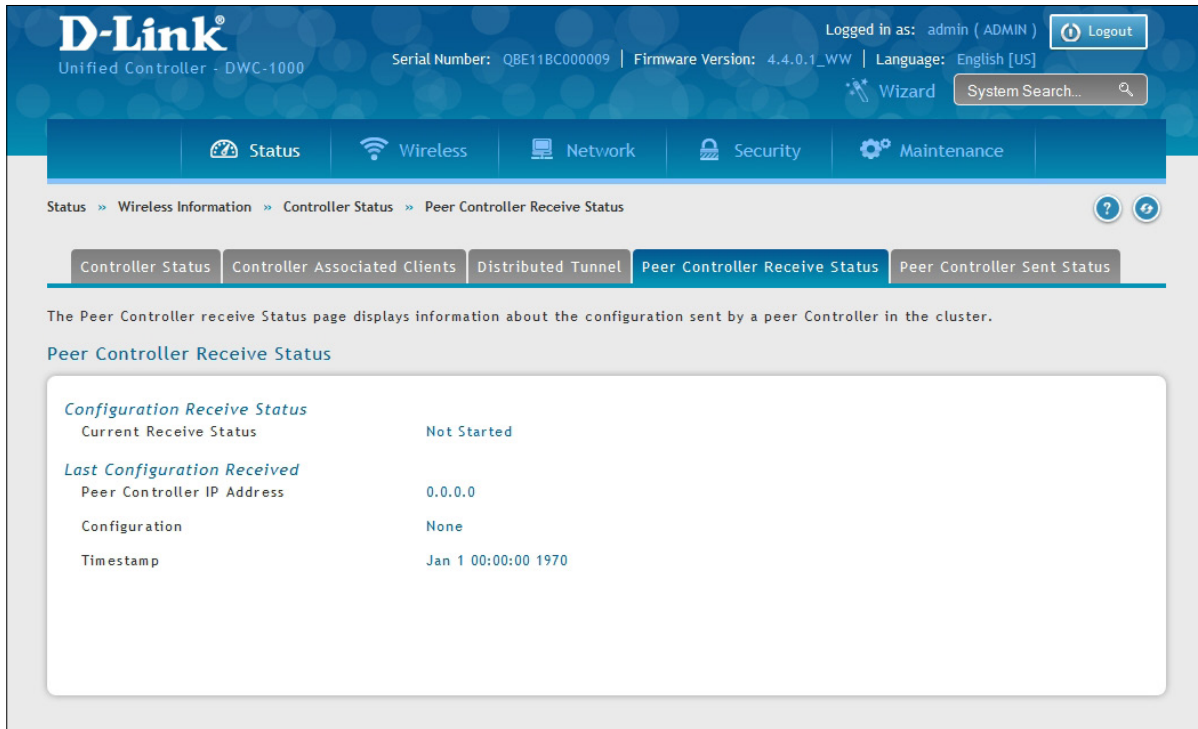 D-Link®
Unified Controller - DWC-1000
Logged in as: admin ( ADMIN )
Logout
Serial Number: QBE11BC000009 | Firmware Version: 4.4.0.1_WW | Language: English [US]
Wizard
System Search...
Status
Wireless
Network
Security
Maintenance
Status » Wireless Information » Controller Status » Peer Controller Receive Status
?
Controller Status
Controller Associated Clients
Distributed Tunnel
Peer Controller Receive Status
Peer Controller Sent Status
The Peer Controller receive Status page displays information about the configuration sent by a peer Controller in the cluster.
Peer Controller Receive Status
Configuration Receive Status
Current Receive Status Not Started
Last Configuration Received
Peer Controller IP Address 0.0.0.0
Configuration None
Timestamp Jan 1 00:00:00 1970